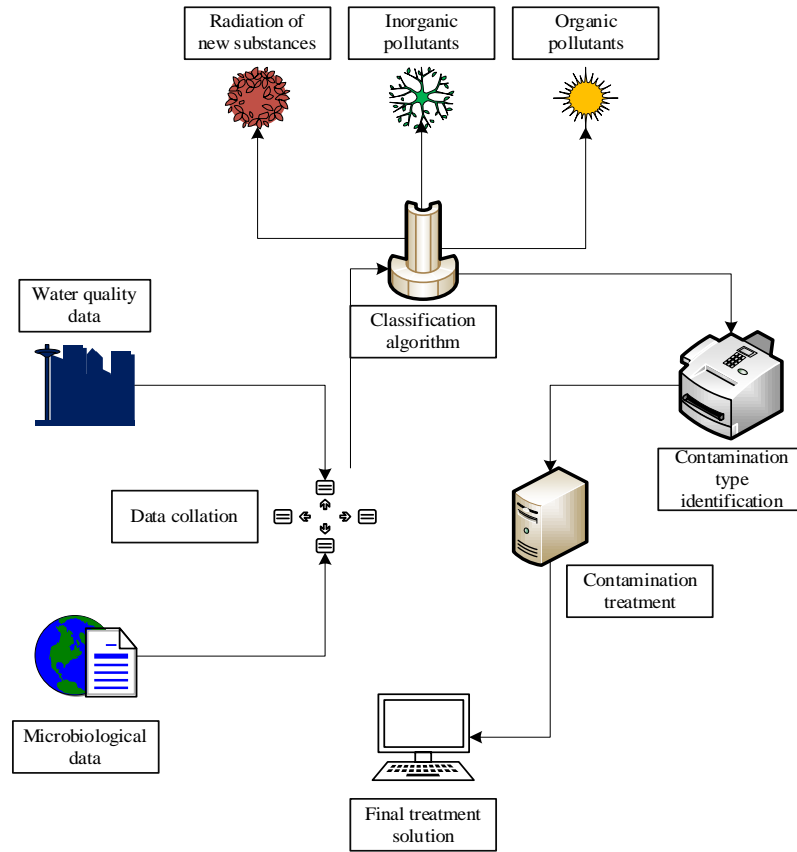 Radiation of
new substances
Inorganic
pollutants
Organic
pollutants
Water quality
data
Classification
algorithm
Contamination
type
identification
Data collation
Contamination
treatment
Microbiological
data
Final treatment
solution